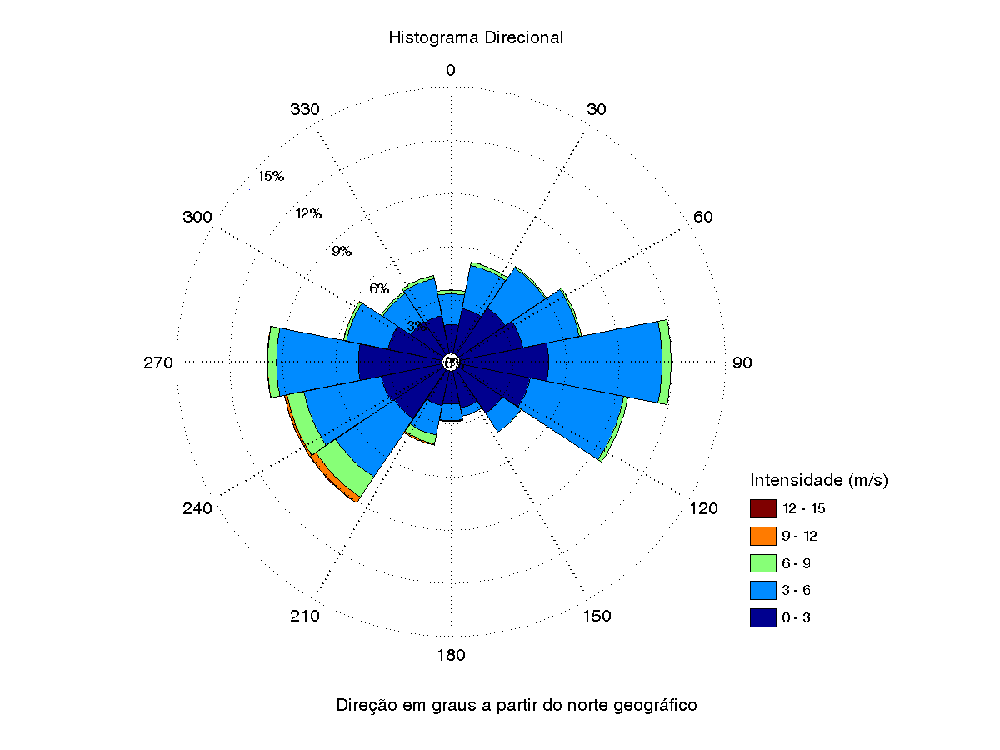 Histograma Direcional
0
330
30
15%
12%
300
60
9%
6%
3%
270
0%
90
Intensidade (m/s)
12 - 15
240
120
9 - 12
6 - 9
3 - 6
210
150
0 - 3
180
Direção em graus a partir do norte geográfico